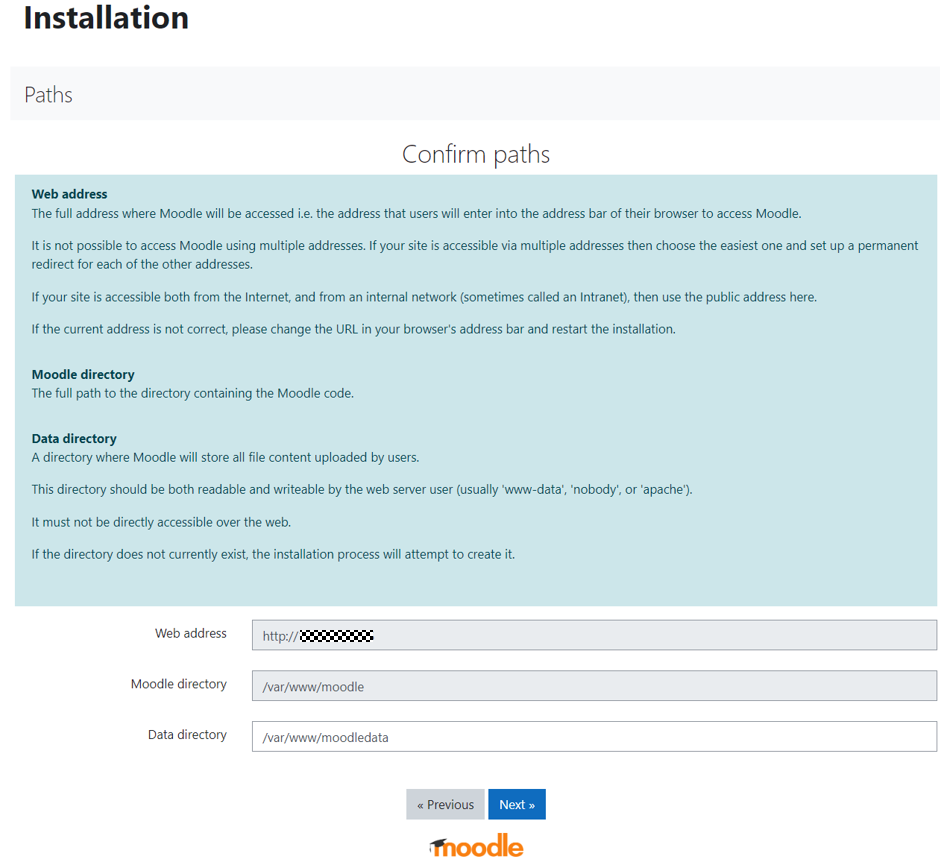 Installation
Paths
Confirm paths
Web address
The full address where Moodle will be accessed i.e. the address that users will enter into the address bar of their browser to access Moodle.
It is not possible to access Moodle using multiple addresses. If your site is accessible via multiple addresses then choose the easiest one and set up a permanent
redirect for each of the other addresses.
If your site is accessible both from the Internet, and from an internal network (sometimes called an Intranet), then use the public address here.
If the current address is not correct, please change the URL in your browser's address bar and restart the installation.
Moodle directory
The full path to the directory containing the Moodle code.
Data directory
A directory where Moodle will store all file content uploaded by users.
This directory should be both readable and writeable by the web server user (usually 'www-data', 'nobody', or 'apache').
It must not be directly accessible over the web.
If the directory does not currently exist, the installation process will attempt to create it.
Web address http://
Moodle directory /var/www/moodle
Data directory /var/www/moodledata
« Previous Next »
moodle